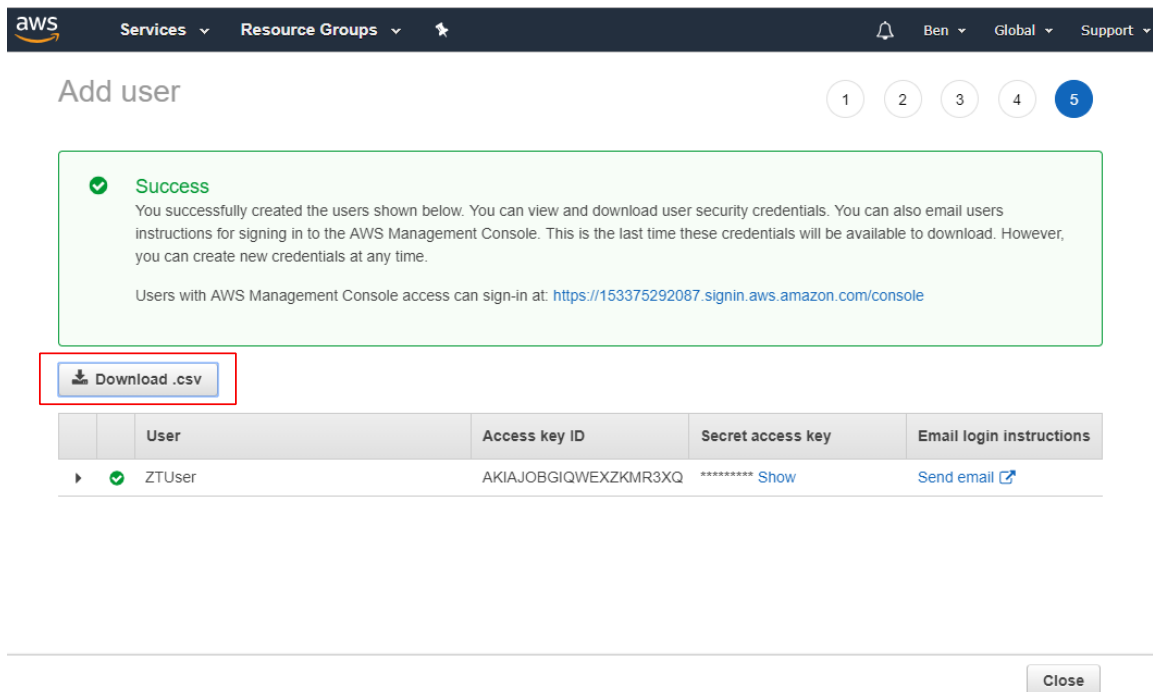 aws Services Resource Groups Ben Global Support
Add user
1 2 3 4 5
Success
You successfully created the users shown below. You can view and download user security credentials. You can also email users
instructions for signing in to the AWS Management Console. This is the last time these credentials will be available to download. However,
you can create new credentials at any time.
Users with AWS Management Console access can sign-in at: https://153375292087.signin.aws.amazon.com/console
Download .csv
User Access key ID Secret access key Email login instructions
ZTUser AKIAJOBGIQWEXZKMR3XQ ********* Show Send email
Close